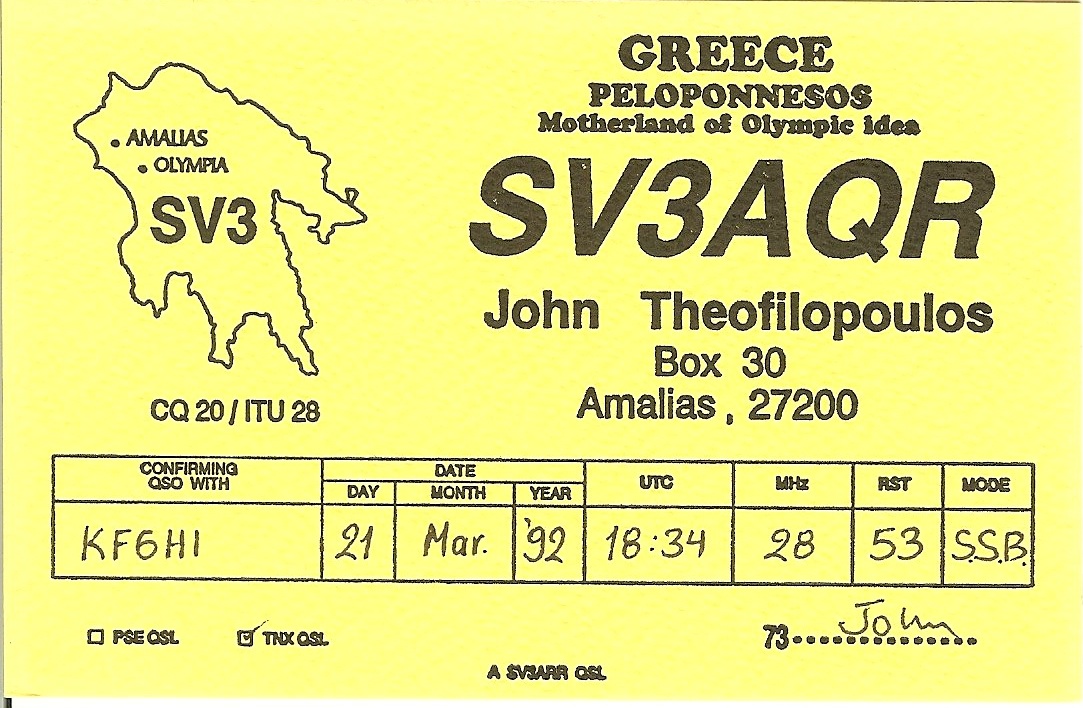 GREECE
PELOPONNESOS
Motherland of Olympic idea
AMALIAS
OLYMPIA
SV3
SV3AQR
John Theofilopoulos
Box 30
Amalias, 27200
CQ 20 / ITU 28
CONFIRMING QSO WITH DATE UTC MHz RST MODE
DAY MONTH YEAR
KF6HI 21 Mar. '92 18:34 28 53 S.S.B.
PSE QSL TNX QSL 73 John
A SV3ARR QSL